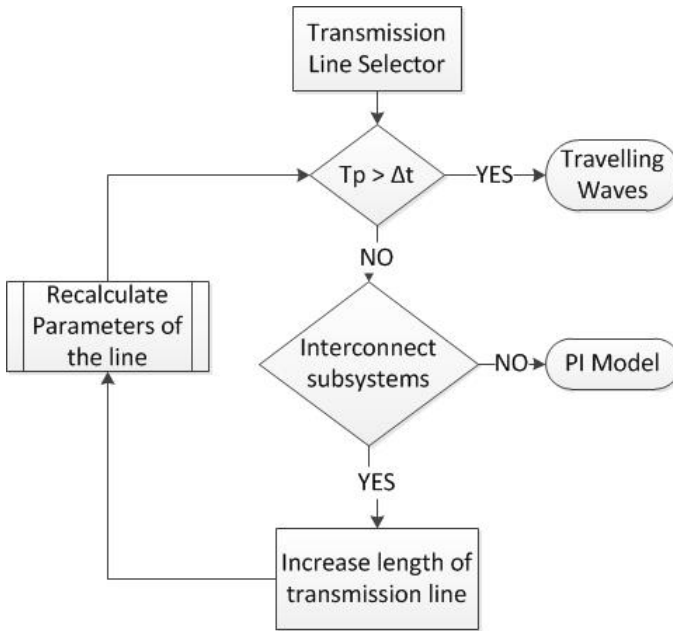 Transmission
Line Selector
Tp > Δt
YES
Travelling
Waves
NO
Recalculate
Parameters of
the line
Interconnect
subsystems
NO
PI Model
YES
Increase length of
transmission line